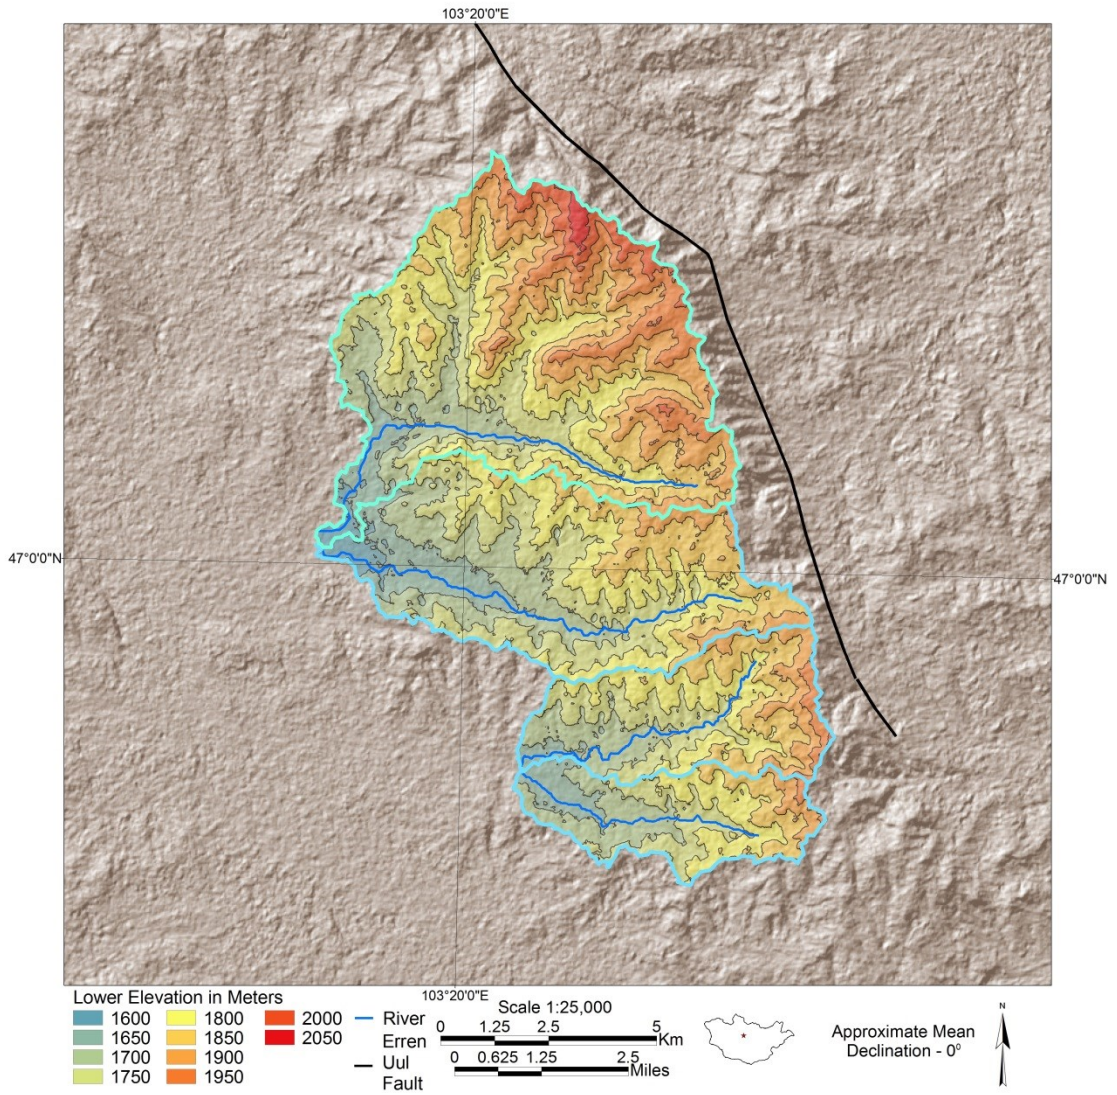 103°20'0"E
47°0'0"N
47°0'0"N
103°20'0"E
Lower Elevation in Meters
1600
1650
1700
1750
1800
1850
1900
1950
2000
2050
River
Erren
Uul
Fault
Scale 1:25,000
0 1.25 2.5 5
Km
0 0.625 1.25 2.5
Miles
Approximate Mean
Declination - 0⁰
N